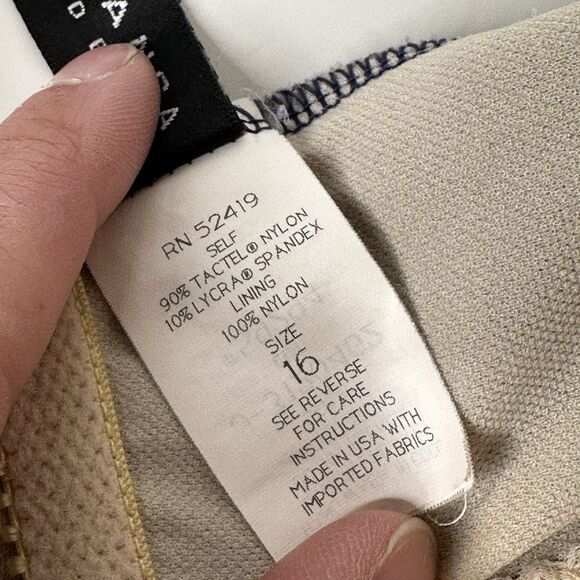 RN 52419
SELF
90% TACTEL® NYLON
10% LYCRA® SPANDEX
LINING
100% NYLON
SIZE
16
SEE REVERSE
FOR CARE
INSTRUCTIONS
MADE IN USA WITH
IMPORTED FABRICS